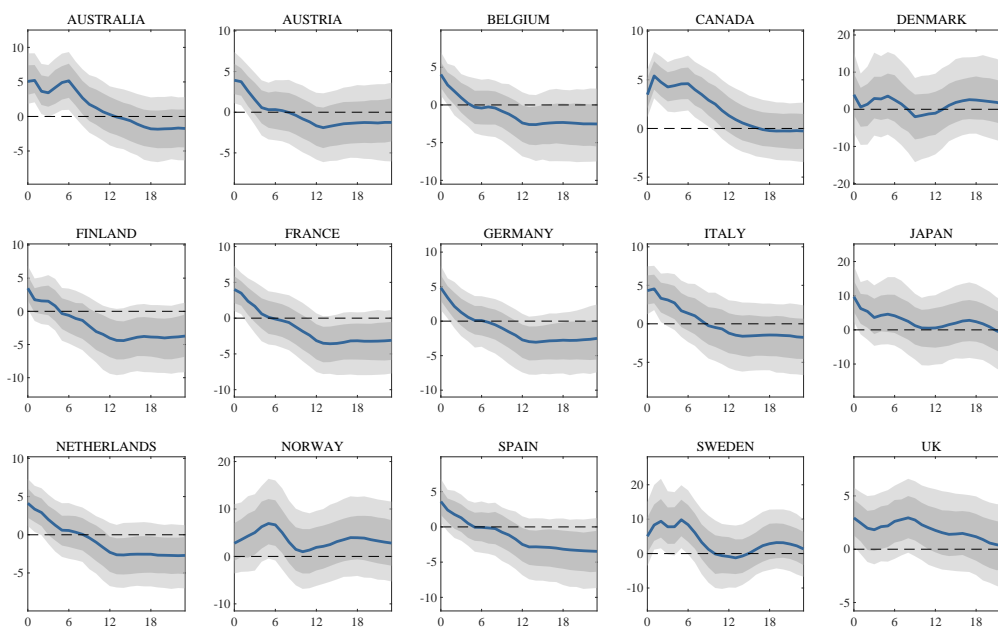 AUSTRALIA AUSTRIA BELGIUM CANADA DENMARK
10 10 10 10 20
5 5 5 5 10
0 0 0 0 0
-5 -5 -5 -5 -10
-10 -20
0 6 12 18 0 6 12 18 0 6 12 18 0 6 12 18 0 6 12 18
FINLAND FRANCE GERMANY ITALY JAPAN
10 10 10 10 20
5 5 5 5 10
0 0 0 0 0
-5 -5 -5 -5 -10
-10 -10 -10
0 6 12 18 0 6 12 18 0 6 12 18 0 6 12 18 0 6 12 18
NETHERLANDS NORWAY SPAIN SWEDEN UK
10 20 10 20 5
5 10 5 10 0
0 0 0 0 -5
-5 -10 -5 -10
0 6 12 18 0 6 12 18 0 6 12 18 0 6 12 18 0 6 12 18